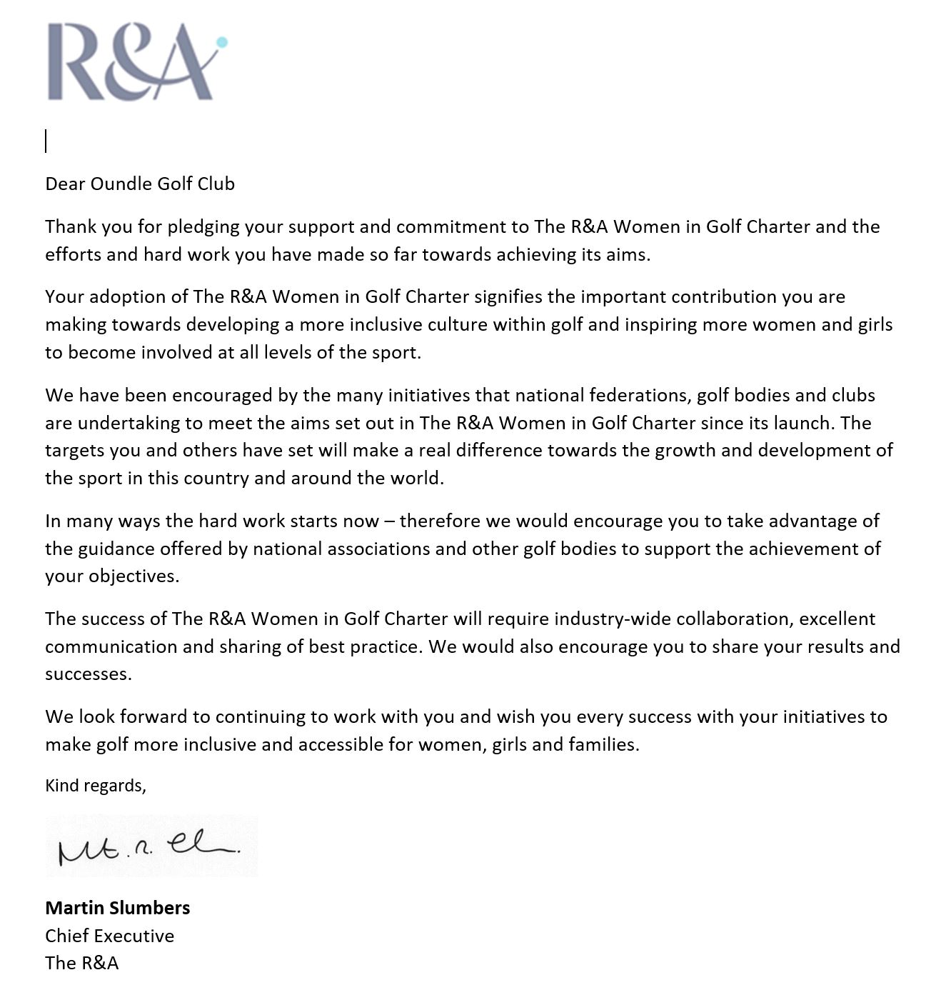 R&A
Dear Oundle Golf Club
Thank you for pledging your support and commitment to The R&A Women in Golf Charter and the
efforts and hard work you have made so far towards achieving its aims.
Your adoption of The R&A Women in Golf Charter signifies the important contribution you are
making towards developing a more inclusive culture within golf and inspiring more women and girls
to become involved at all levels of the sport.
We have been encouraged by the many initiatives that national federations, golf bodies and clubs
are undertaking to meet the aims set out in The R&A Women in Golf Charter since its launch. The
targets you and others have set will make a real difference towards the growth and development of
the sport in this country and around the world.
In many ways the hard work starts now – therefore we would encourage you to take advantage of
the guidance offered by national associations and other golf bodies to support the achievement of
your objectives.
The success of The R&A Women in Golf Charter will require industry-wide collaboration, excellent
communication and sharing of best practice. We would also encourage you to share your results and
successes.
We look forward to continuing to work with you and wish you every success with your initiatives to
make golf more inclusive and accessible for women, girls and families.
Kind regards,
Martin Slumbers
Chief Executive
The R&A